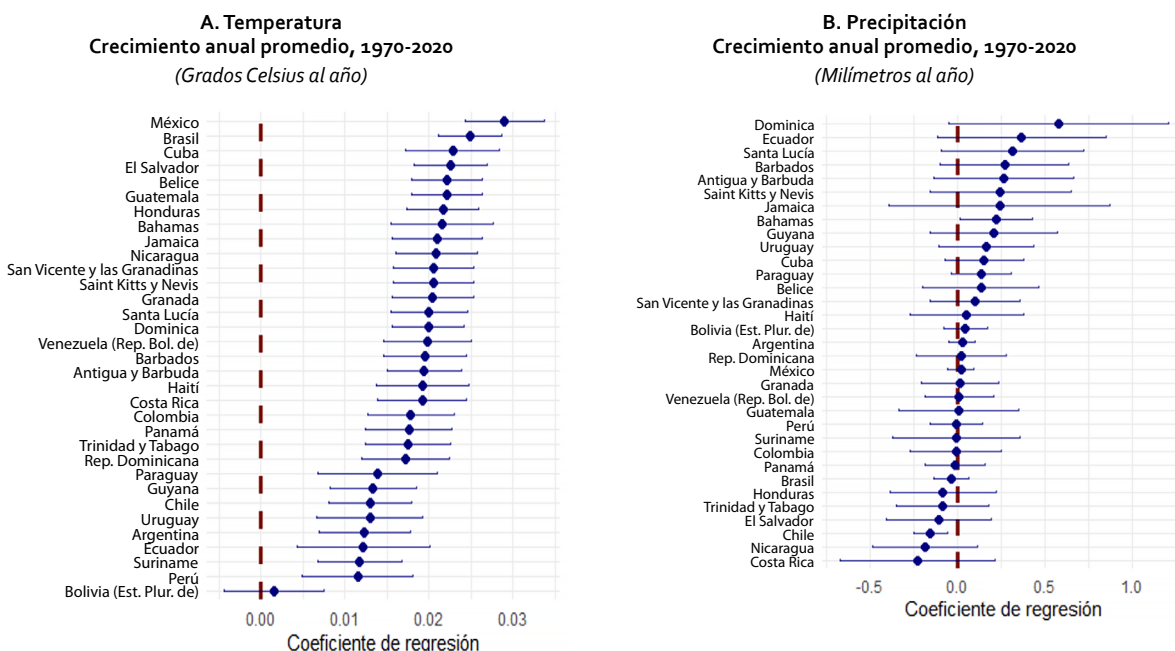 A. Temperatura
Crecimiento anual promedio, 1970-2020
(Grados Celsius al año)
México
Brasil
Cuba
El Salvador
Belice
Guatemala
Honduras
Bahamas
Jamaica
Nicaragua
San Vicente y las Granadinas
Saint Kitts y Nevis
Granada
Santa Lucía
Dominica
Venezuela (Rep. Bol. de)
Barbados
Antigua y Barbuda
Haití
Costa Rica
Colombia
Panamá
Trinidad y Tabago
Rep. Dominicana
Paraguay
Guyana
Chile
Uruguay
Argentina
Ecuador
Suriname
Perú
Bolivia (Est. Plur. de)
0.00 0.01 0.02 0.03
Coeficiente de regresión
B. Precipitación
Crecimiento anual promedio, 1970-2020
(Milímetros al año)
Dominica
Ecuador
Santa Lucía
Barbados
Antigua y Barbuda
Saint Kitts y Nevis
Jamaica
Bahamas
Guyana
Uruguay
Cuba
Paraguay
Belice
San Vicente y las Granadinas
Haití
Bolivia (Est. Plur. de)
Argentina
Rep. Dominicana
México
Granada
Venezuela (Rep. Bol. de)
Guatemala
Perú
Suriname
Colombia
Panamá
Brasil
Honduras
Trinidad y Tabago
El Salvador
Chile
Nicaragua
Costa Rica
-0.5 0.0 0.5 1.0
Coeficiente de regresión